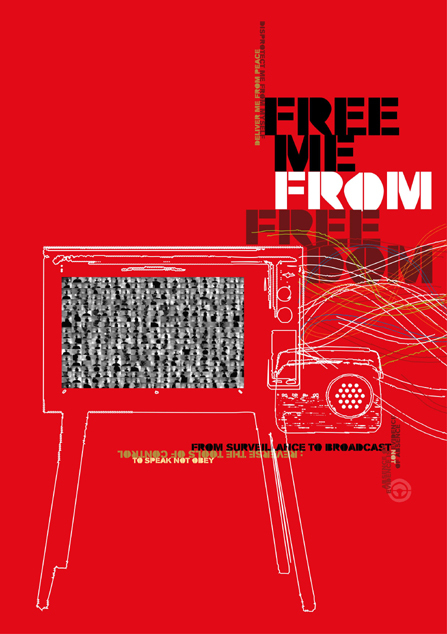 DELIVER ME FROM PEACE
FREE
ME
FROM
FREE
DOM
FROM SURVEILLANCE TO BROADCAST
REVERSE THE TOOLS OF CONTROL
TO SPEAK NOT OBEY
NOT